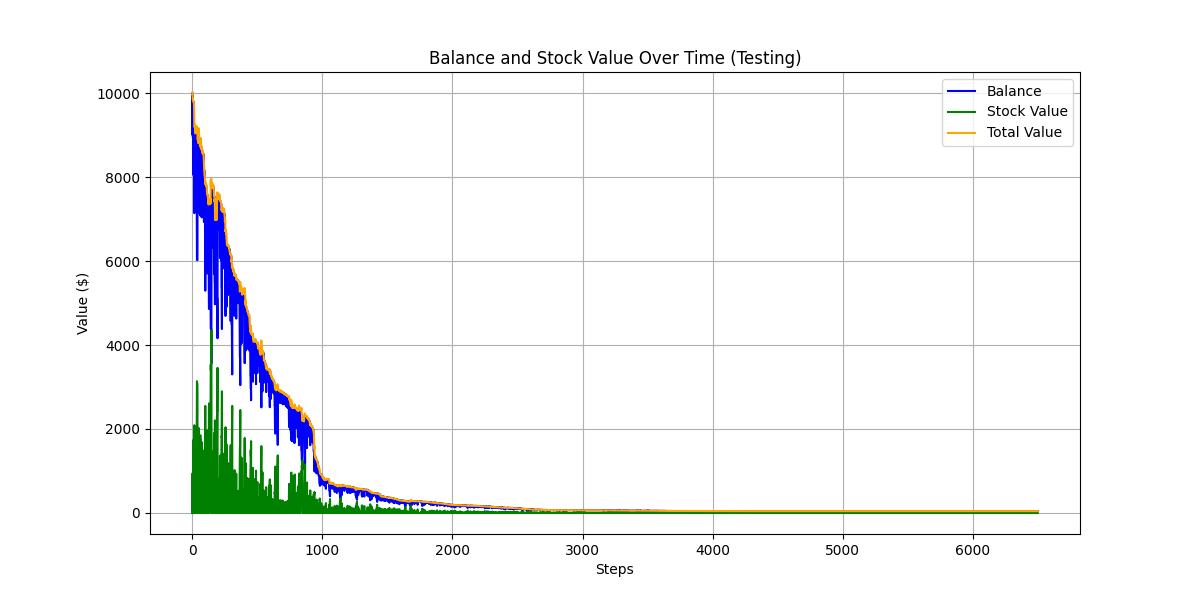 Balance and Stock Value Over Time (Testing)
Balance
Stock Value
Total Value
10000
8000
6000
4000
2000
0
Value ($)
0 1000 2000 3000 4000 5000 6000
Steps